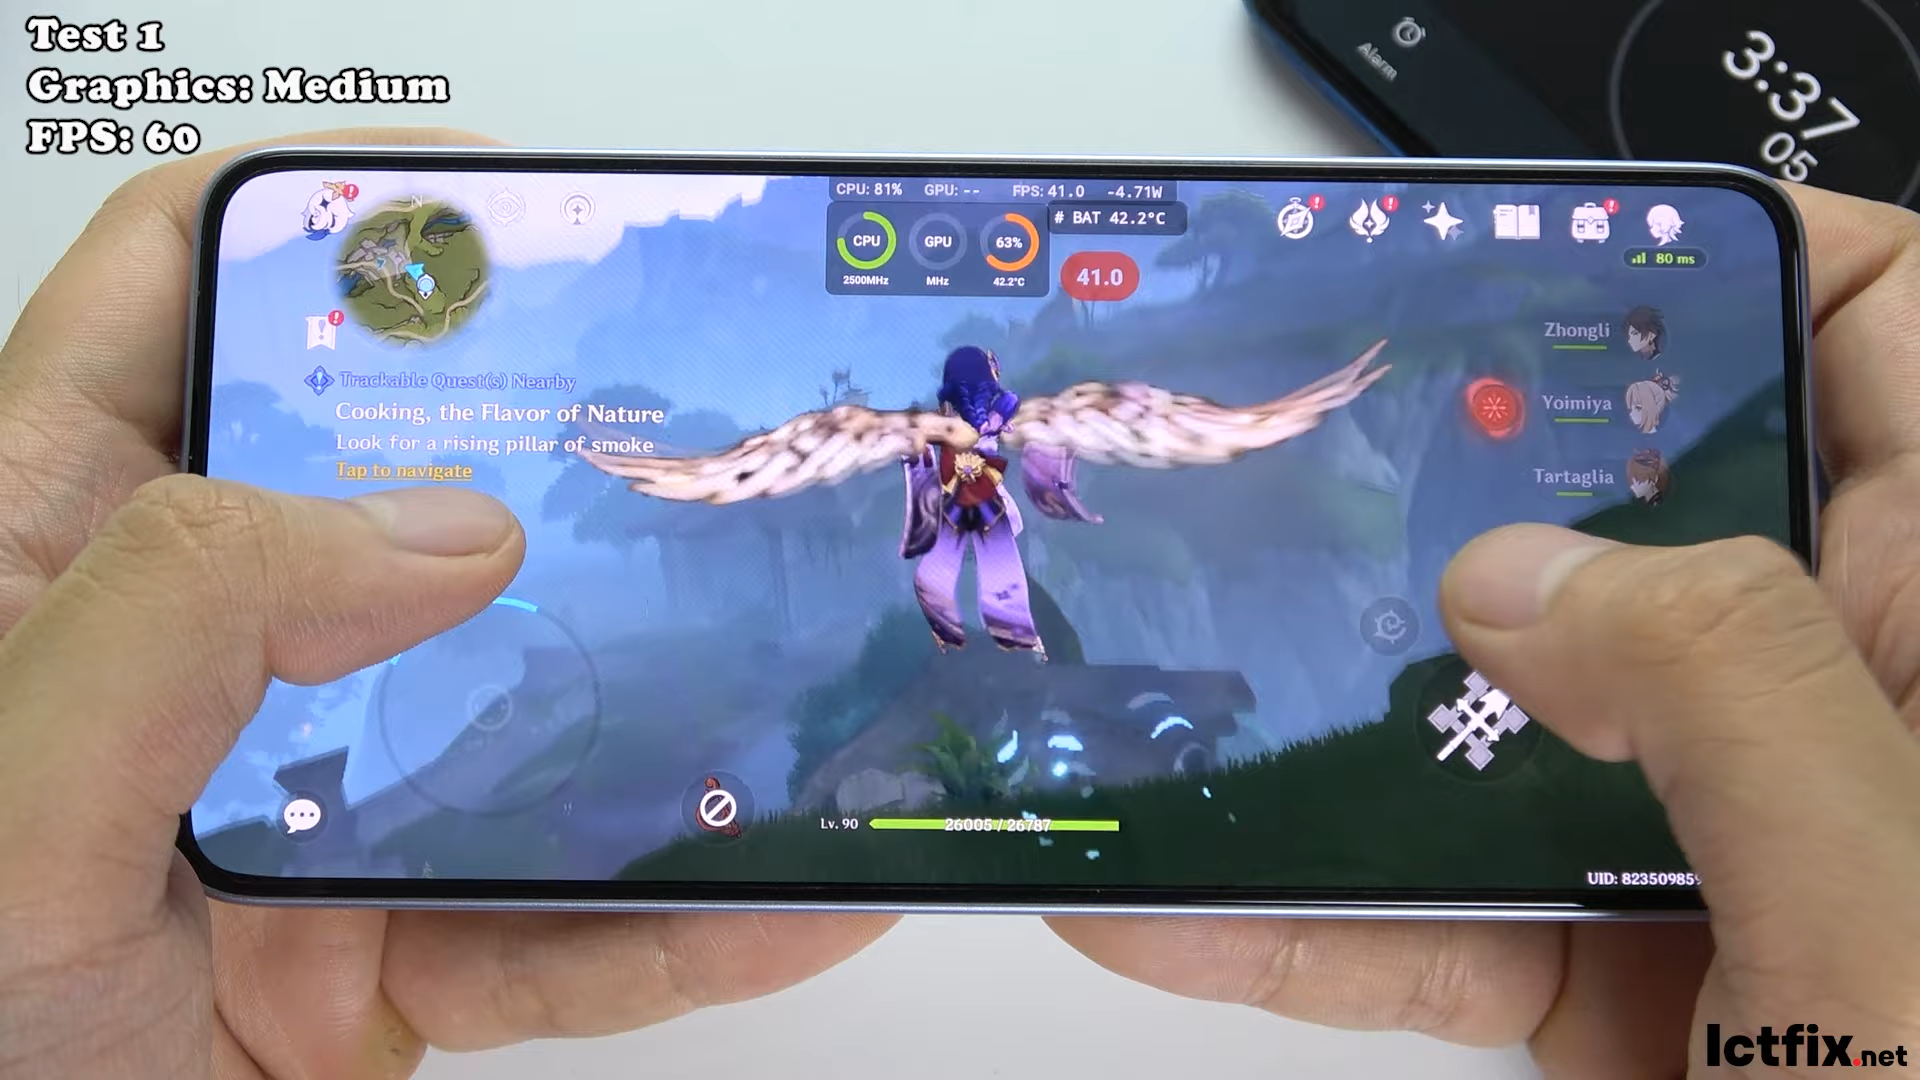 Test 1
Graphics: Medium
FPS: 60
Alarm
3:37
05
CPU: 81% GPU: -- FPS: 41.0 -4.71W
# BAT 42.2°C
CPU GPU 63%
2500MHz MHz 42.2°C
41.0
N
80 ms
Zhongli
Yoimiya
Tartaglia
Trackable Quest(s) Nearby
Cooking, the Flavor of Nature
Look for a rising pillar of smoke
Tap to navigate
Lv. 90 26005 / 26787
UID: 823509859
Ictfix.net